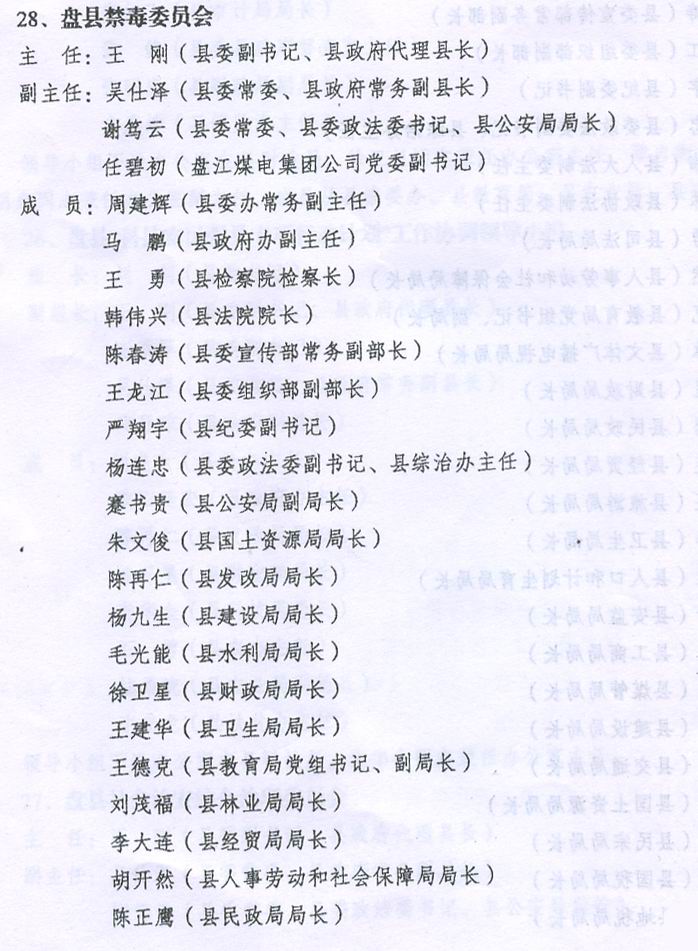 28、盘县禁毒委员会
主　任：王　刚（县委副书记、县政府代理县长）
副主任：吴仕泽（县委常委、县政府常务副县长）
谢笃云（县委常委、县委政法委书记、县公安局局长）
任碧初（盘江煤电集团公司党委副书记）
成　员：周建辉（县委办常务副主任）
马　鹏（县政府办副主任）
王　勇（县检察院检察长）
韩伟兴（县法院院长）
陈春涛（县委宣传部常务副部长）
王龙江（县委组织部副部长）
严翔宇（县纪委副书记）
杨连忠（县委政法委副书记、县综治办主任）
蹇书贵（县公安局副局长）
朱文俊（县国土资源局局长）
陈再仁（县发改局局长）
杨九生（县建设局局长）
毛光能（县水利局局长）
徐卫星（县财政局局长）
王建华（县卫生局局长）
王德克（县教育局党组书记、副局长）
刘茂福（县林业局局长）
李大连（县经贸局局长）
胡开然（县人事劳动和社会保障局局长）
陈正鹰（县民政局局长）